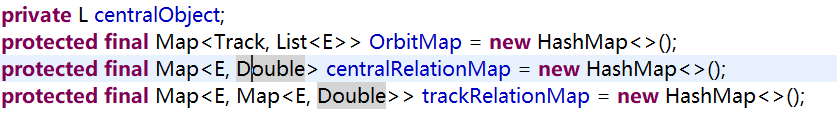 private L centralObject;
protected final Map<Track, List<E>> OrbitMap = new HashMap<>();
protected final Map<E, Double> centralRelationMap = new HashMap<>();
protected final Map<E, Map<E, Double>> trackRelationMap = new HashMap<>();